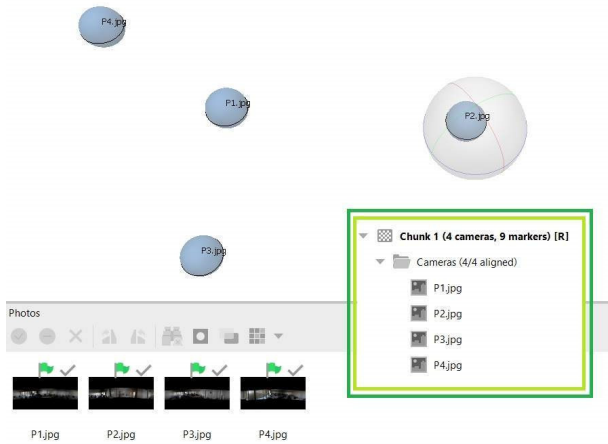 P4.jpg
P1.jpg
P2.jpg
P3.jpg
Chunk 1 (4 cameras, 9 markers) [R]
Cameras (4/4 aligned)
P1.jpg
P2.jpg
P3.jpg
P4.jpg
Photos
P1.jpg
P2.jpg
P3.jpg
P4.jpg